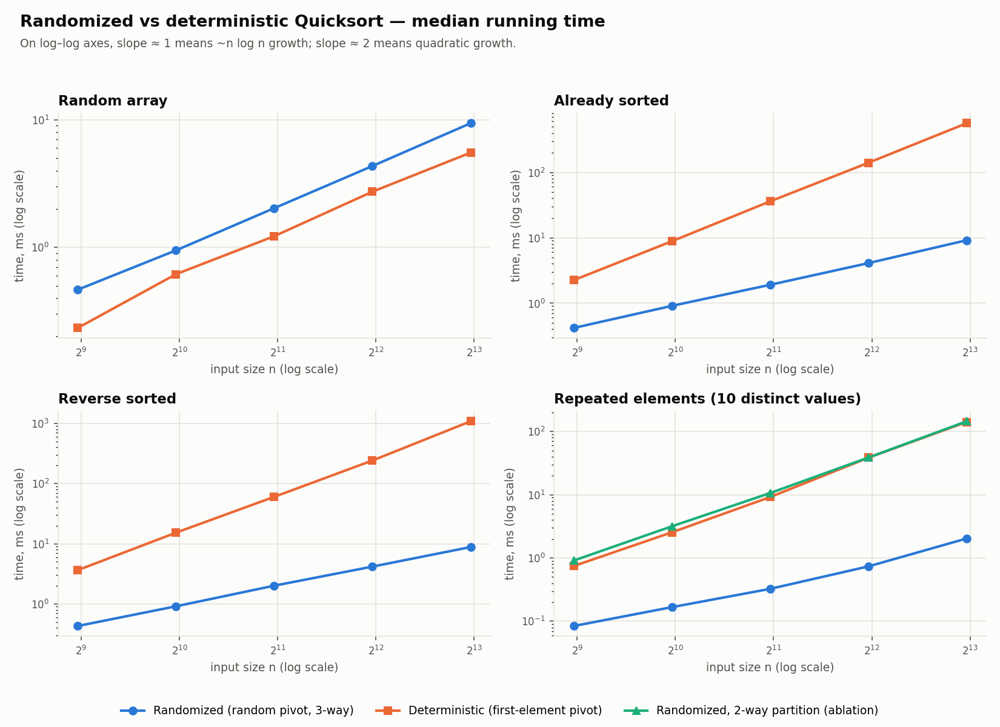 Randomized vs deterministic Quicksort — median running time
On log–log axes, slope ≈ 1 means ~n log n growth; slope ≈ 2 means quadratic growth.
Random array
10¹
10⁰
time, ms (log scale)
2⁹ 2¹⁰ 2¹¹ 2¹² 2¹³
input size n (log scale)
Already sorted
10²
10¹
10⁰
time, ms (log scale)
2⁹ 2¹⁰ 2¹¹ 2¹² 2¹³
input size n (log scale)
Reverse sorted
10³
10²
10¹
10⁰
time, ms (log scale)
2⁹ 2¹⁰ 2¹¹ 2¹² 2¹³
input size n (log scale)
Repeated elements (10 distinct values)
10²
10¹
10⁰
10⁻¹
time, ms (log scale)
2⁹ 2¹⁰ 2¹¹ 2¹² 2¹³
input size n (log scale)
Randomized (random pivot, 3-way) Deterministic (first-element pivot) Randomized, 2-way partition (ablation)